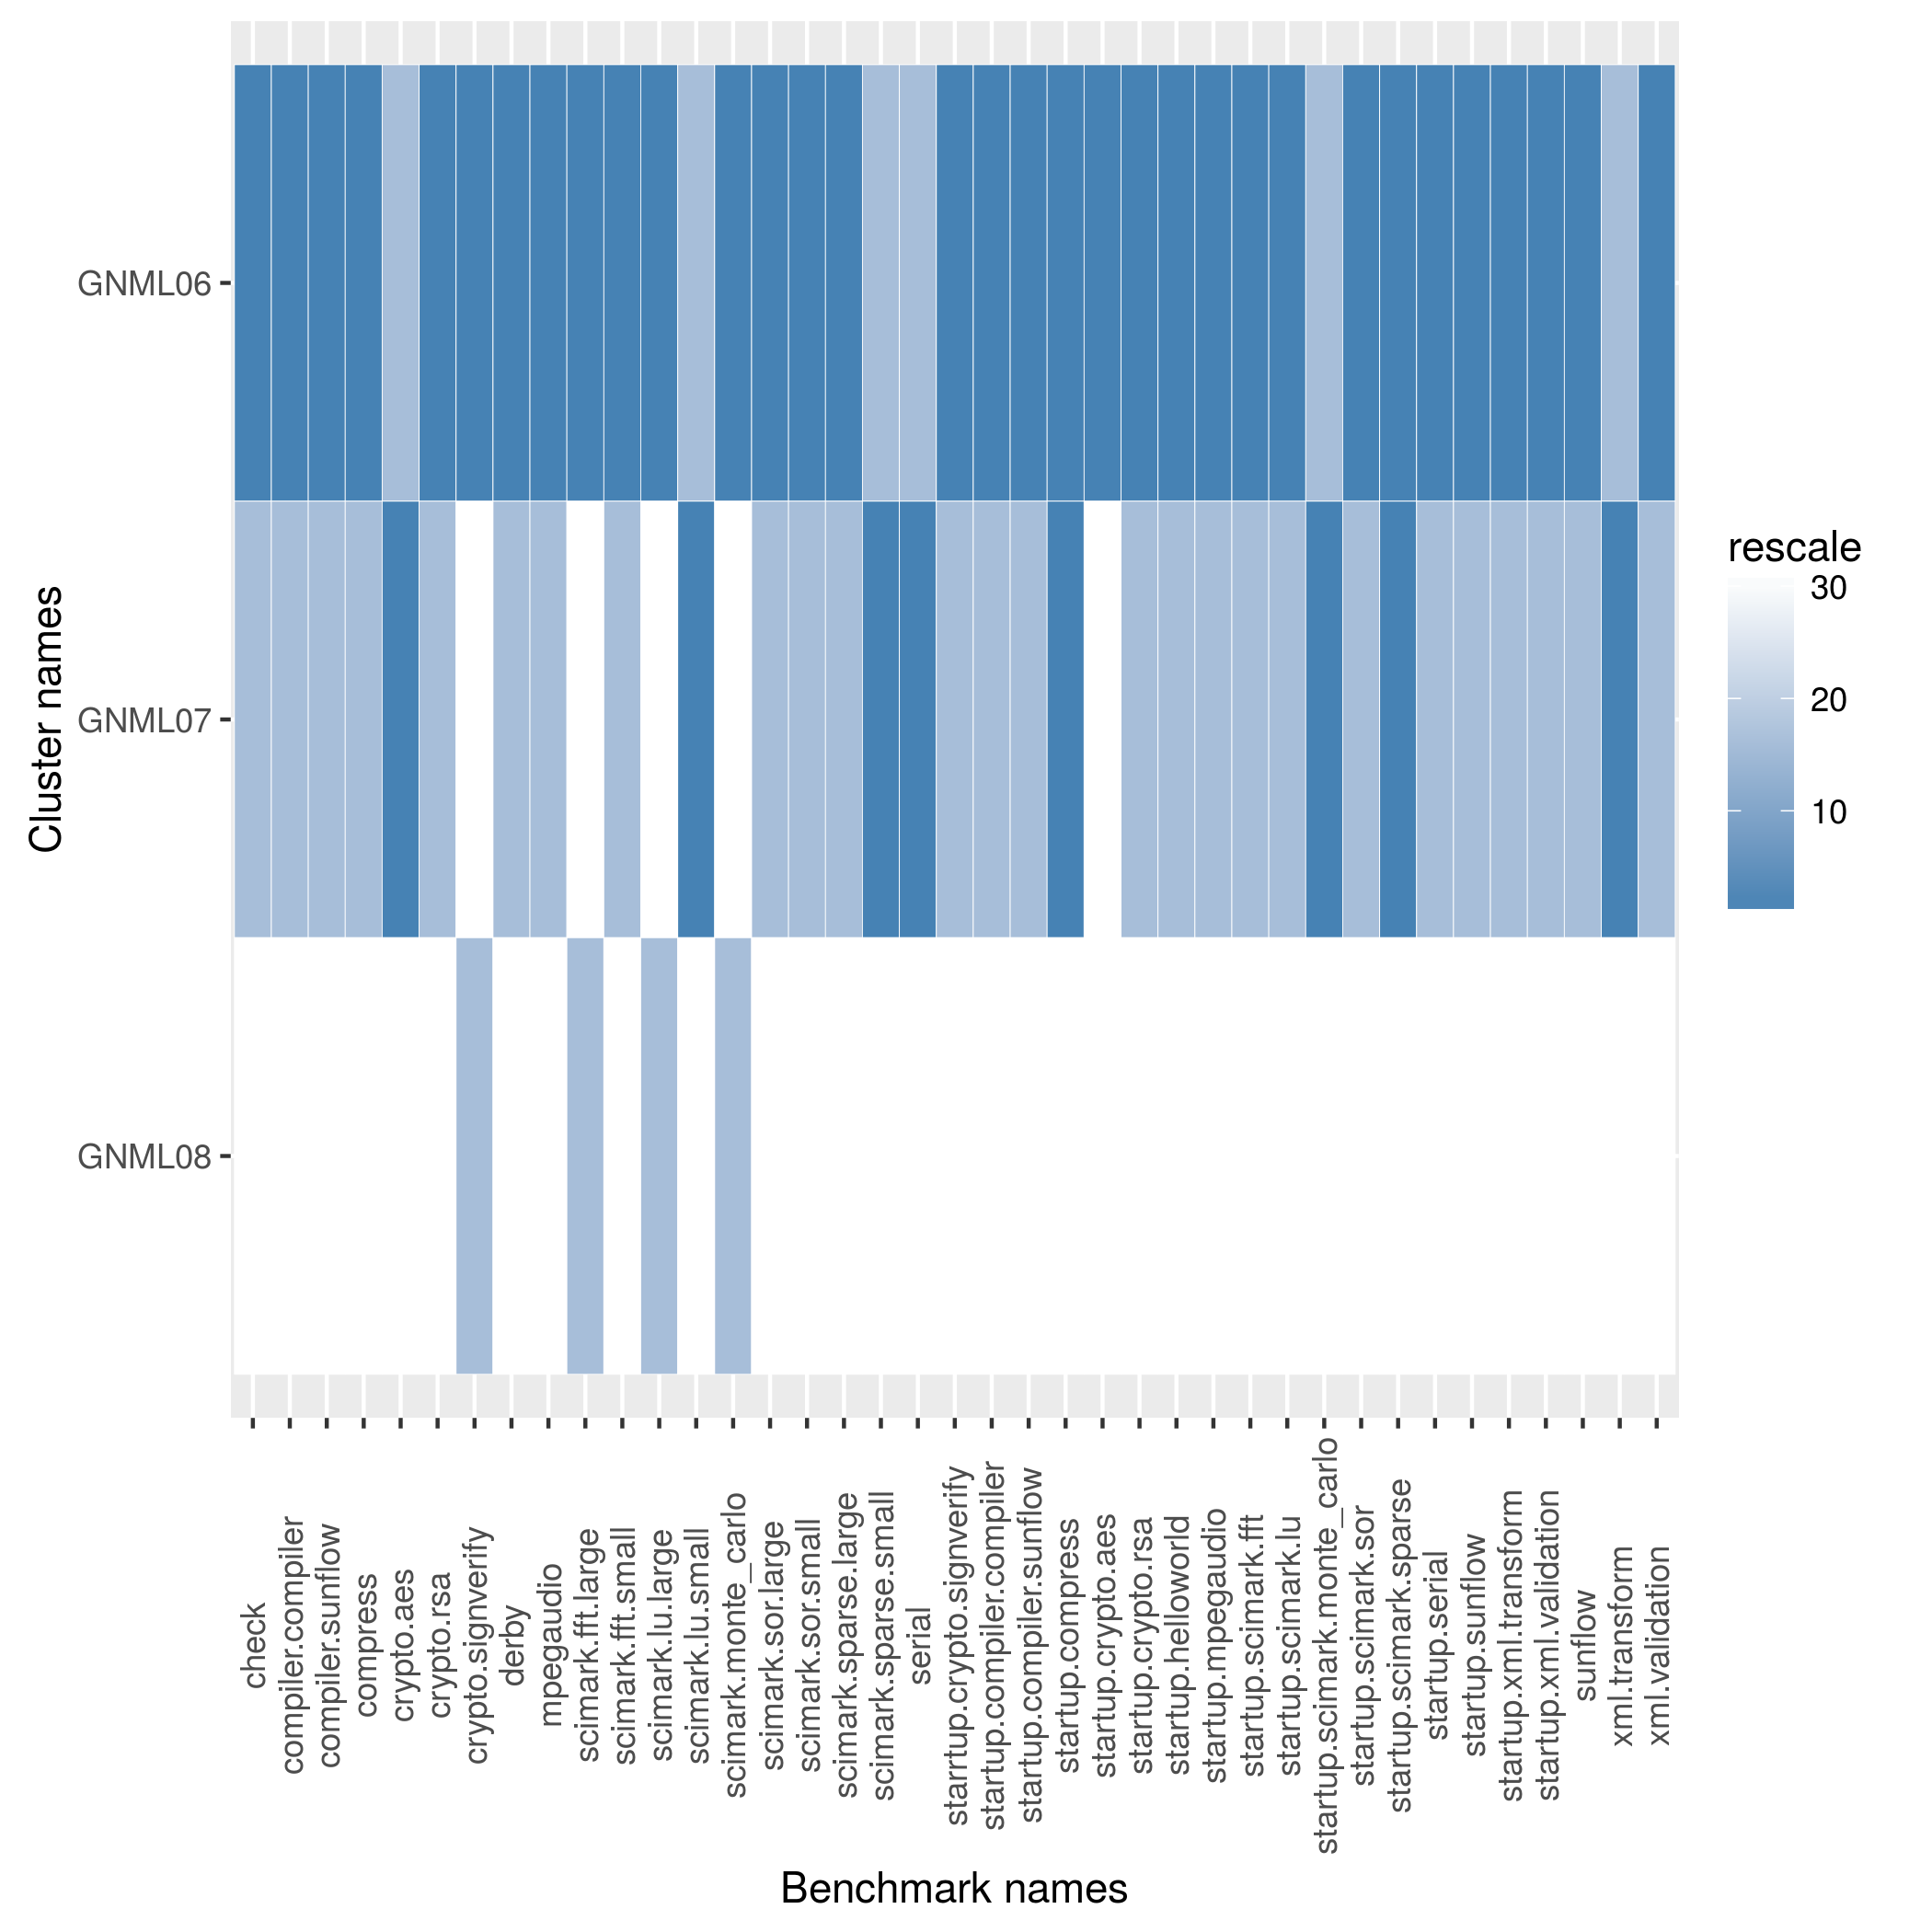 GNML06
GNML07
GNML08
Cluster names
rescale
30
20
10
check
compiler.compiler
compiler.sunflow
compress
crypto.aes
crypto.rsa
crypto.signverify
derby
mpegaudio
scimark.fft.large
scimark.fft.small
scimark.lu.large
scimark.lu.small
scimark.monte_carlo
scimark.sor.large
scimark.sor.small
scimark.sparse.large
scimark.sparse.small
serial
starrtup.crypto.signverify
startup.compiler.compiler
startup.compiler.sunflow
startup.compress
startup.crypto.aes
startup.crypto.rsa
startup.helloworld
startup.mpegaudio
startup.scimark.fft
startup.scimark.lu
startup.scimark.monte_carlo
startup.scimark.sor
startup.scimark.sparse
startup.serial
startup.sunflow
startup.xml.transform
startup.xml.validation
sunflow
xml.transform
xml.validation
Benchmark names